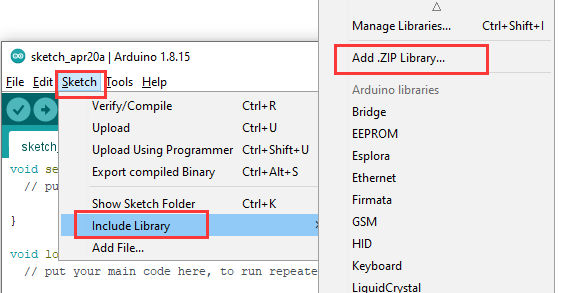 Manage Libraries... Ctrl+Shift+I
Add .ZIP Library...
Arduino libraries
Bridge
EEPROM
Esplora
Ethernet
Firmata
GSM
HID
Keyboard
LiquidCrystal
sketch_apr20a | Arduino 1.8.15
File Edit Sketch Tools Help
Verify/Compile Ctrl+R
Upload Ctrl+U
Upload Using Programmer Ctrl+Shift+U
Export compiled Binary Ctrl+Alt+S
Show Sketch Folder Ctrl+K
Include Library
Add File...
sketch_
void se
// pu
}
void lo
// put your main code here, to run repeate